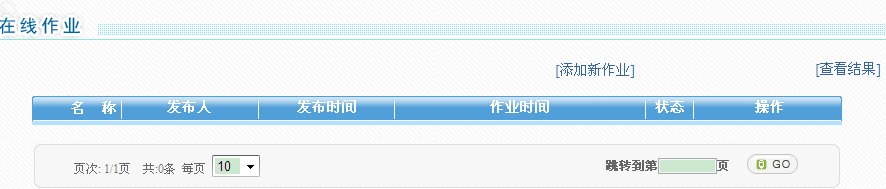 在线作业
[添加新作业] [查看结果]
名 称 发布人 发布时间 作业时间 状态 操作
页次: 1/1页 共:0条 每页 10 跳转到第 页 GO